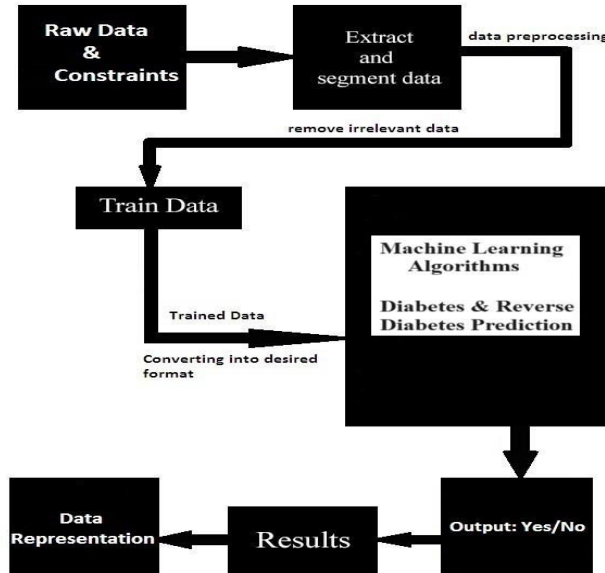 Raw Data
&
Constraints
Extract
and
segment data
data preprocessing
remove irrelevant data
Train Data
Machine Learning
Algorithms
Diabetes & Reverse
Diabetes Prediction
Trained Data
Converting into desired
format
Data
Representation
Results
Output: Yes/No